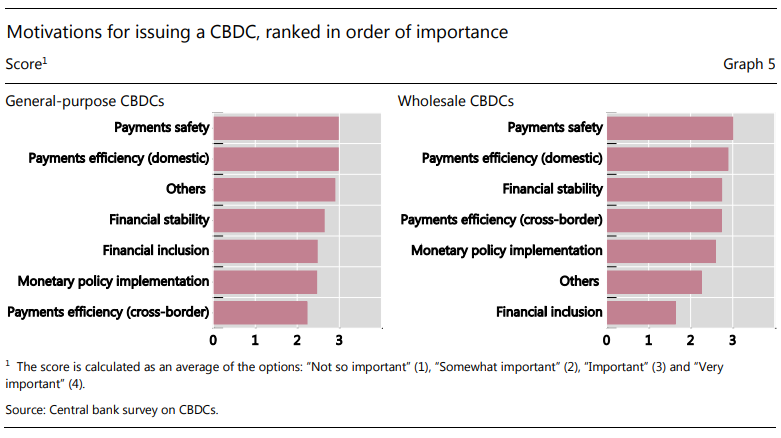 Motivations for issuing a CBDC, ranked in order of importance
Score1 Graph 5
General-purpose CBDCs
Payments safety
Payments efficiency (domestic)
Others
Financial stability
Financial inclusion
Monetary policy implementation
Payments efficiency (cross-border)
0 1 2 3
Wholesale CBDCs
Payments safety
Payments efficiency (domestic)
Financial stability
Payments efficiency (cross-border)
Monetary policy implementation
Others
Financial inclusion
0 1 2 3
1 The score is calculated as an average of the options: “Not so important” (1), “Somewhat important” (2), “Important” (3) and “Very
important” (4).
Source: Central bank survey on CBDCs.